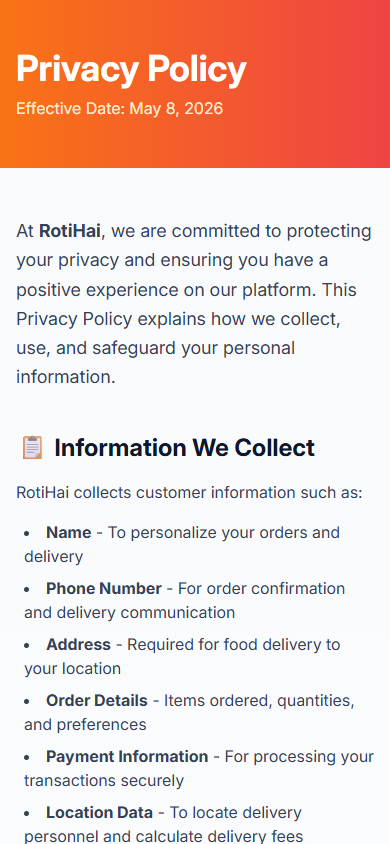 Privacy Policy
Effective Date: May 8, 2026
At RotiHai, we are committed to protecting
your privacy and ensuring you have a
positive experience on our platform. This
Privacy Policy explains how we collect,
use, and safeguard your personal
information.
📋 Information We Collect
RotiHai collects customer information such as:
• Name - To personalize your orders and
delivery
• Phone Number - For order confirmation
and delivery communication
• Address - Required for food delivery to
your location
• Order Details - Items ordered, quantities,
and preferences
• Payment Information - For processing your
transactions securely
• Location Data - To locate delivery
personnel and calculate delivery fees